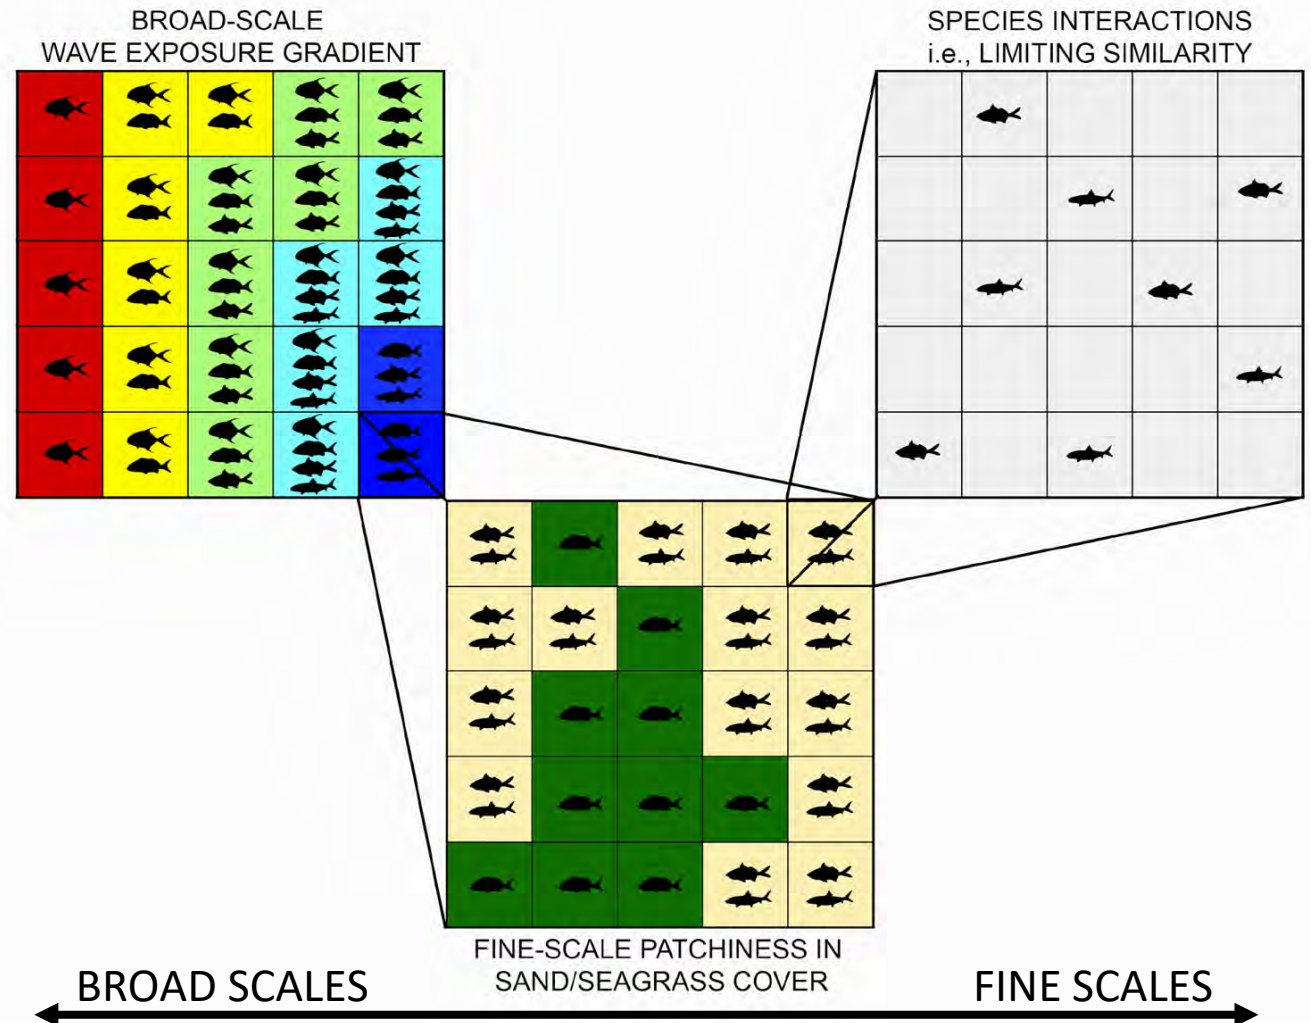 BROAD-SCALE
WAVE EXPOSURE GRADIENT
SPECIES INTERACTIONS
i.e., LIMITING SIMILARITY
FINE-SCALE PATCHINESS IN
SAND/SEAGRASS COVER
BROAD SCALES
FINE SCALES